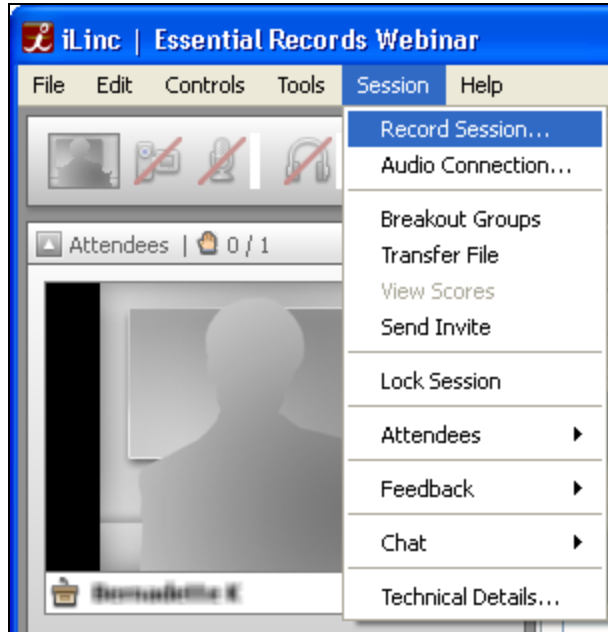 iLinc | Essential Records Webinar
File Edit Controls Tools Session Help
Record Session...
Audio Connection...
Breakout Groups
Transfer File
View Scores
Send Invite
Lock Session
Attendees
Feedback
Chat
Technical Details...
Attendees | 0 / 1